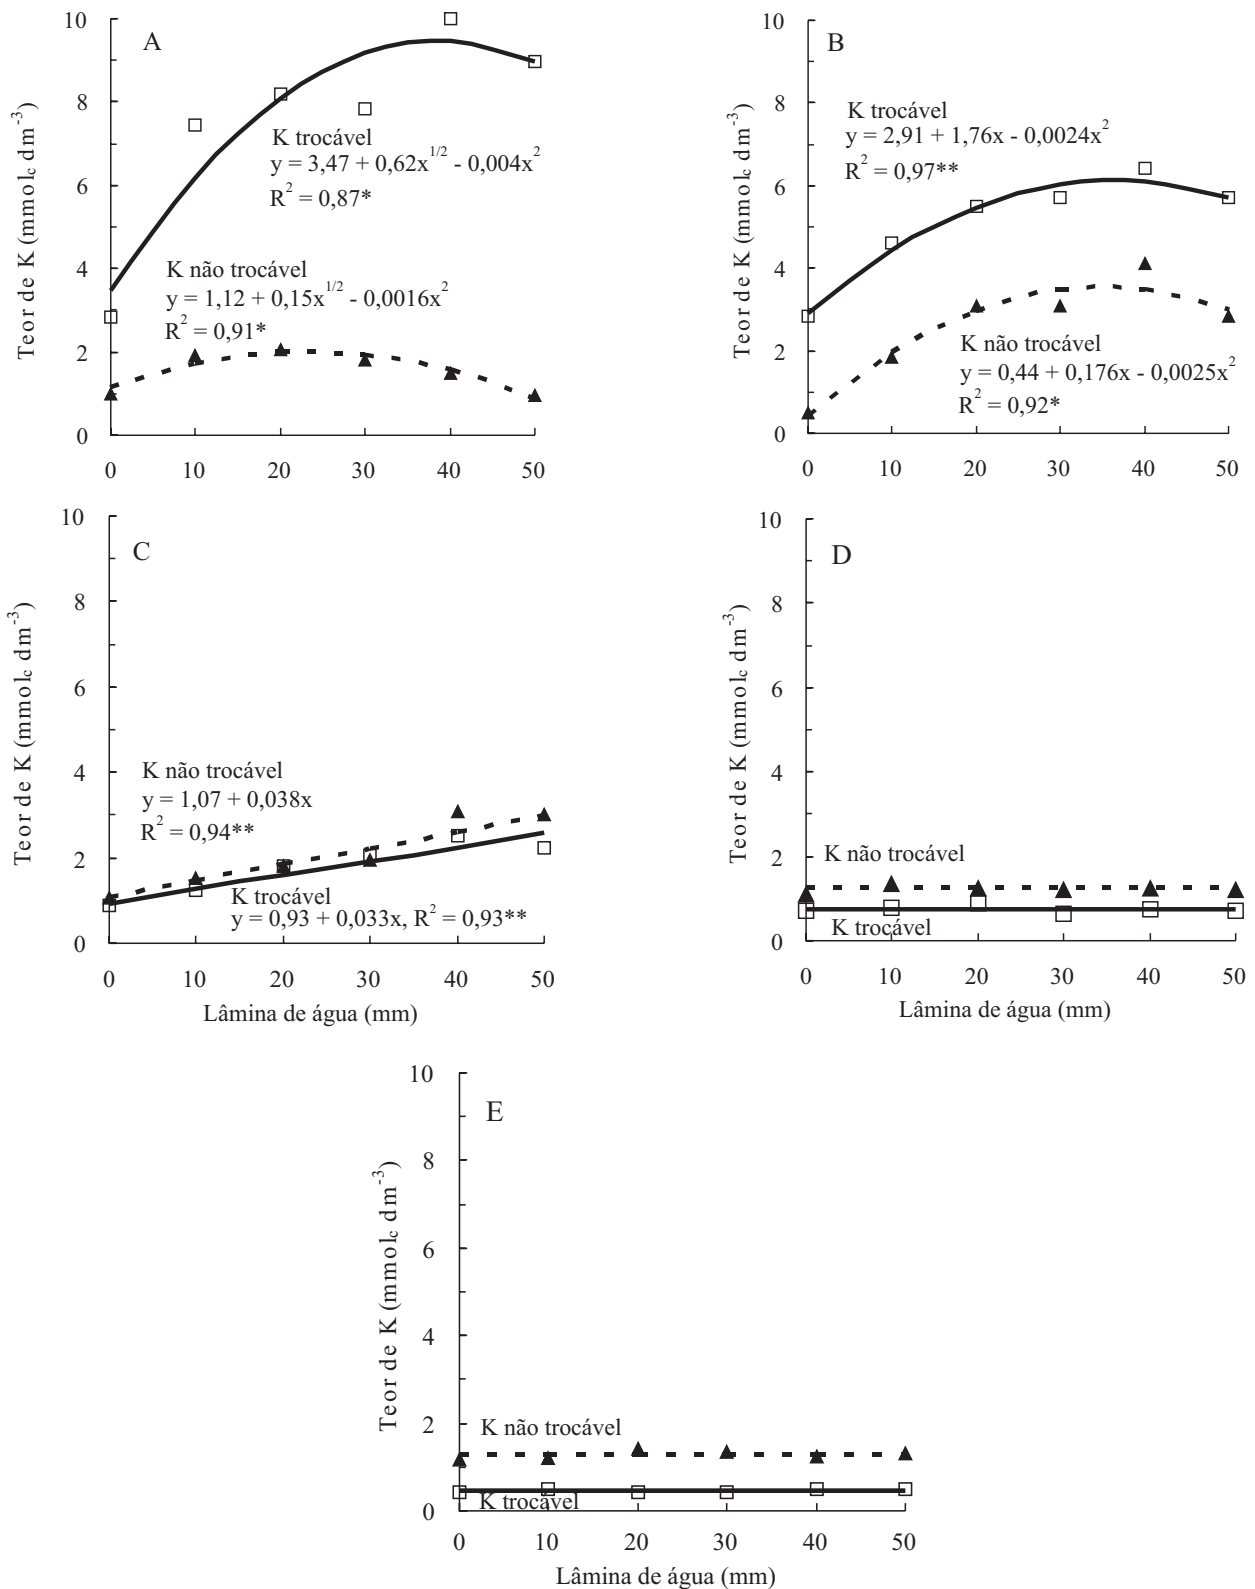 A
Teor de K (mmolc dm-3)
10
8
6
4
2
0
K trocável
y = 3,47 + 0,62x1/2 - 0,004x2
R2 = 0,87*
K não trocável
y = 1,12 + 0,15x1/2 - 0,0016x2
R2 = 0,91*
0 10 20 30 40 50
B
Teor de K (mmolc dm-3)
10
8
6
4
2
0
K trocável
y = 2,91 + 1,76x - 0,0024x2
R2 = 0,97**
K não trocável
y = 0,44 + 0,176x - 0,0025x2
R2 = 0,92*
0 10 20 30 40 50
C
Teor de K (mmolc dm-3)
10
8
6
4
2
0
K não trocável
y = 1,07 + 0,038x
R2 = 0,94**
K trocável
y = 0,93 + 0,033x, R2 = 0,93**
0 10 20 30 40 50
Lâmina de água (mm)
D
Teor de K (mmolc dm-3)
10
8
6
4
2
0
K não trocável
K trocável
0 10 20 30 40 50
Lâmina de água (mm)
E
Teor de K (mmolc dm-3)
10
8
6
4
2
0
K não trocável
K trocável
0 10 20 30 40 50
Lâmina de água (mm)